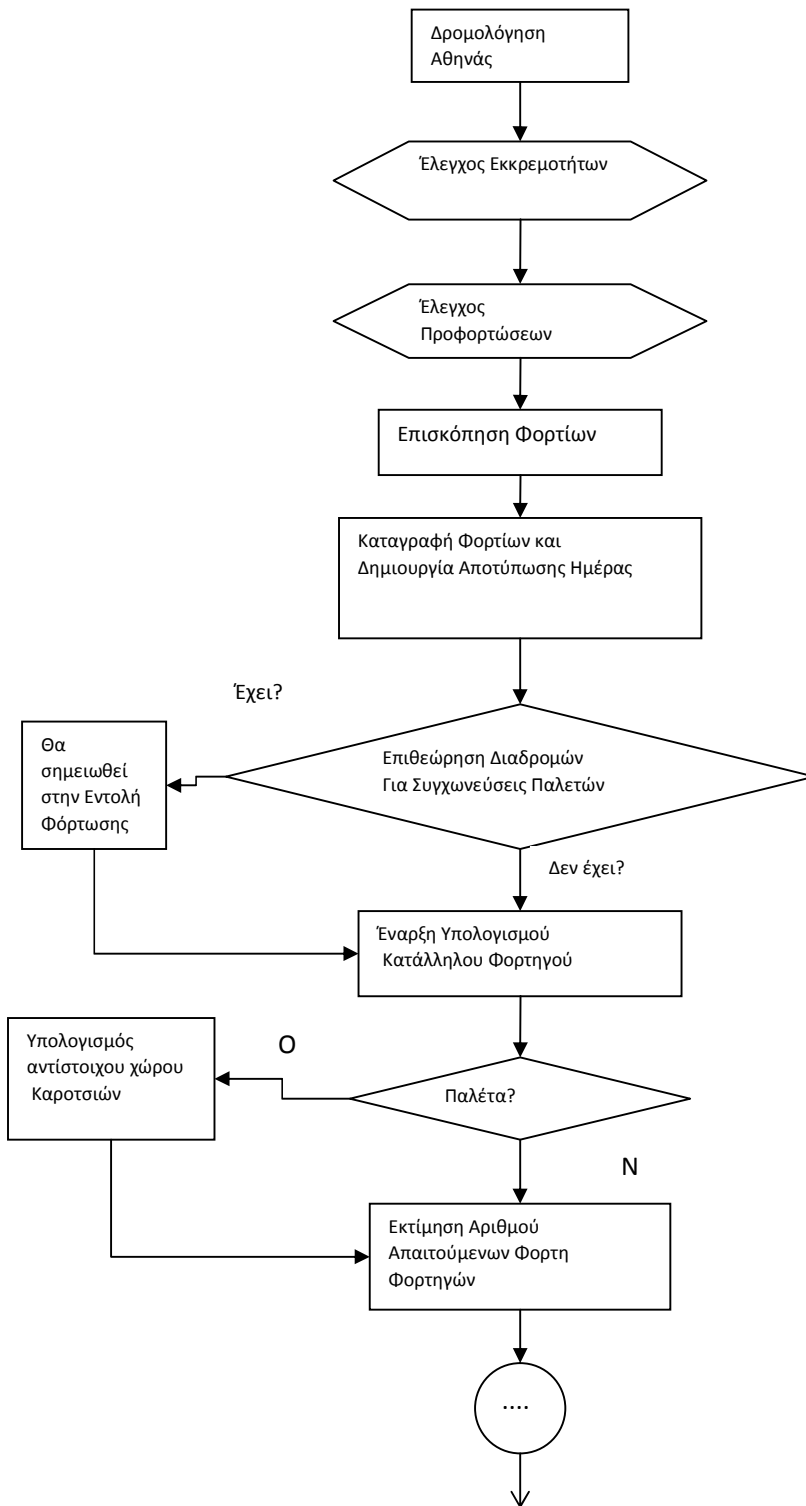 Δρομολόγηση
Αθηνάς
Έλεγχος Εκκρεμοτήτων
Έλεγχος
Προφορτώσεων
Επισκόπηση Φορτίων
Καταγραφή Φορτίων και
Δημιουργία Αποτύπωσης Ημέρας
Έχει?
Θα
σημειωθεί
στην Εντολή
Φόρτωσης
Επιθεώρηση Διαδρομών
Για Συγχωνεύσεις Παλετών
Δεν έχει?
Έναρξη Υπολογισμού
Κατάλληλου Φορτηγού
Υπολογισμός
αντίστοιχου χώρου
Καροτσιών
Ο
Παλέτα?
Ν
Εκτίμηση Αριθμού
Απαιτούμενων Φορτη
Φορτηγών
....